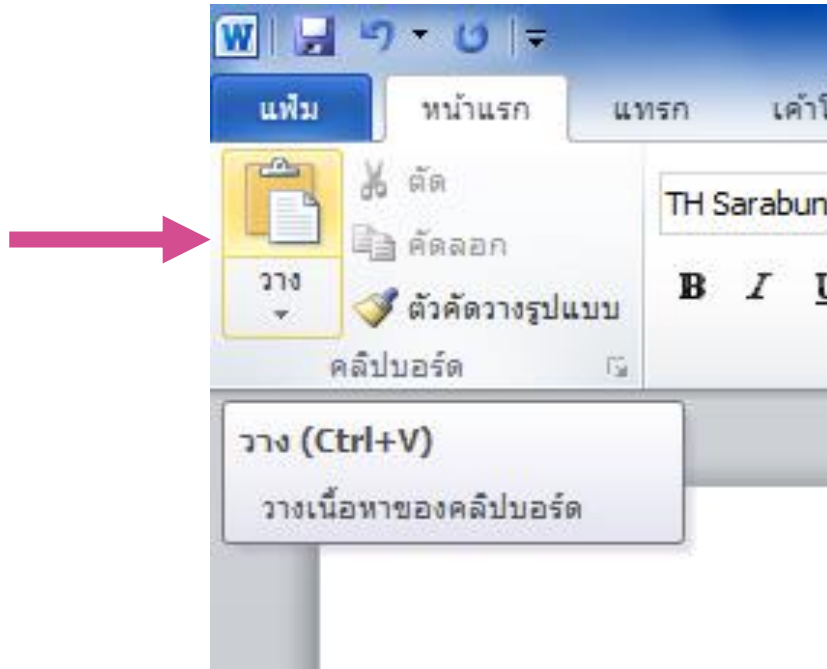 W
แฟ้ม หน้าแรก แทรก
ตัด
TH Sarabun
คัดลอก
วาง
B I U
ตัวคัดวางรูปแบบ
คลิปบอร์ด
วาง (Ctrl+V)
วางเนื้อหาของคลิปบอร์ด